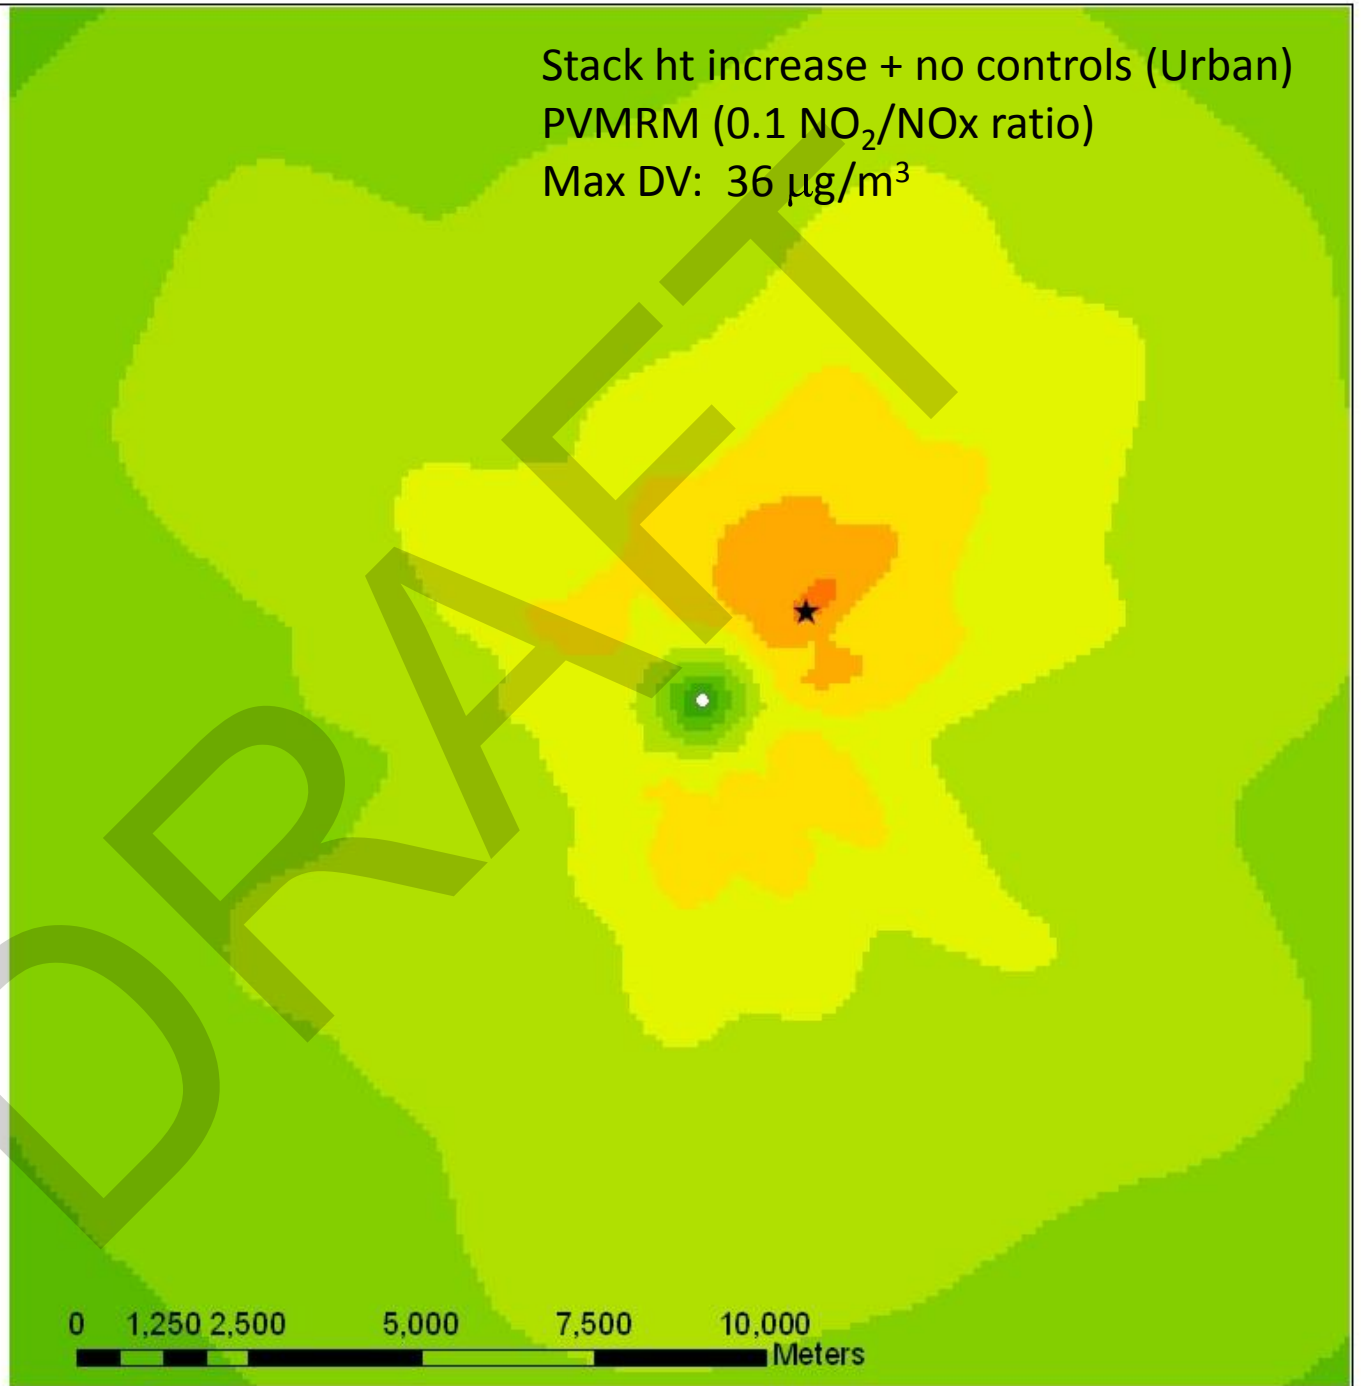 Stack ht increase + no controls (Urban)
PVMRM (0.1 NO₂/NOx ratio)
Max DV: 36 μg/m³
DRAFT
0 1,250 2,500 5,000 7,500 10,000
Meters